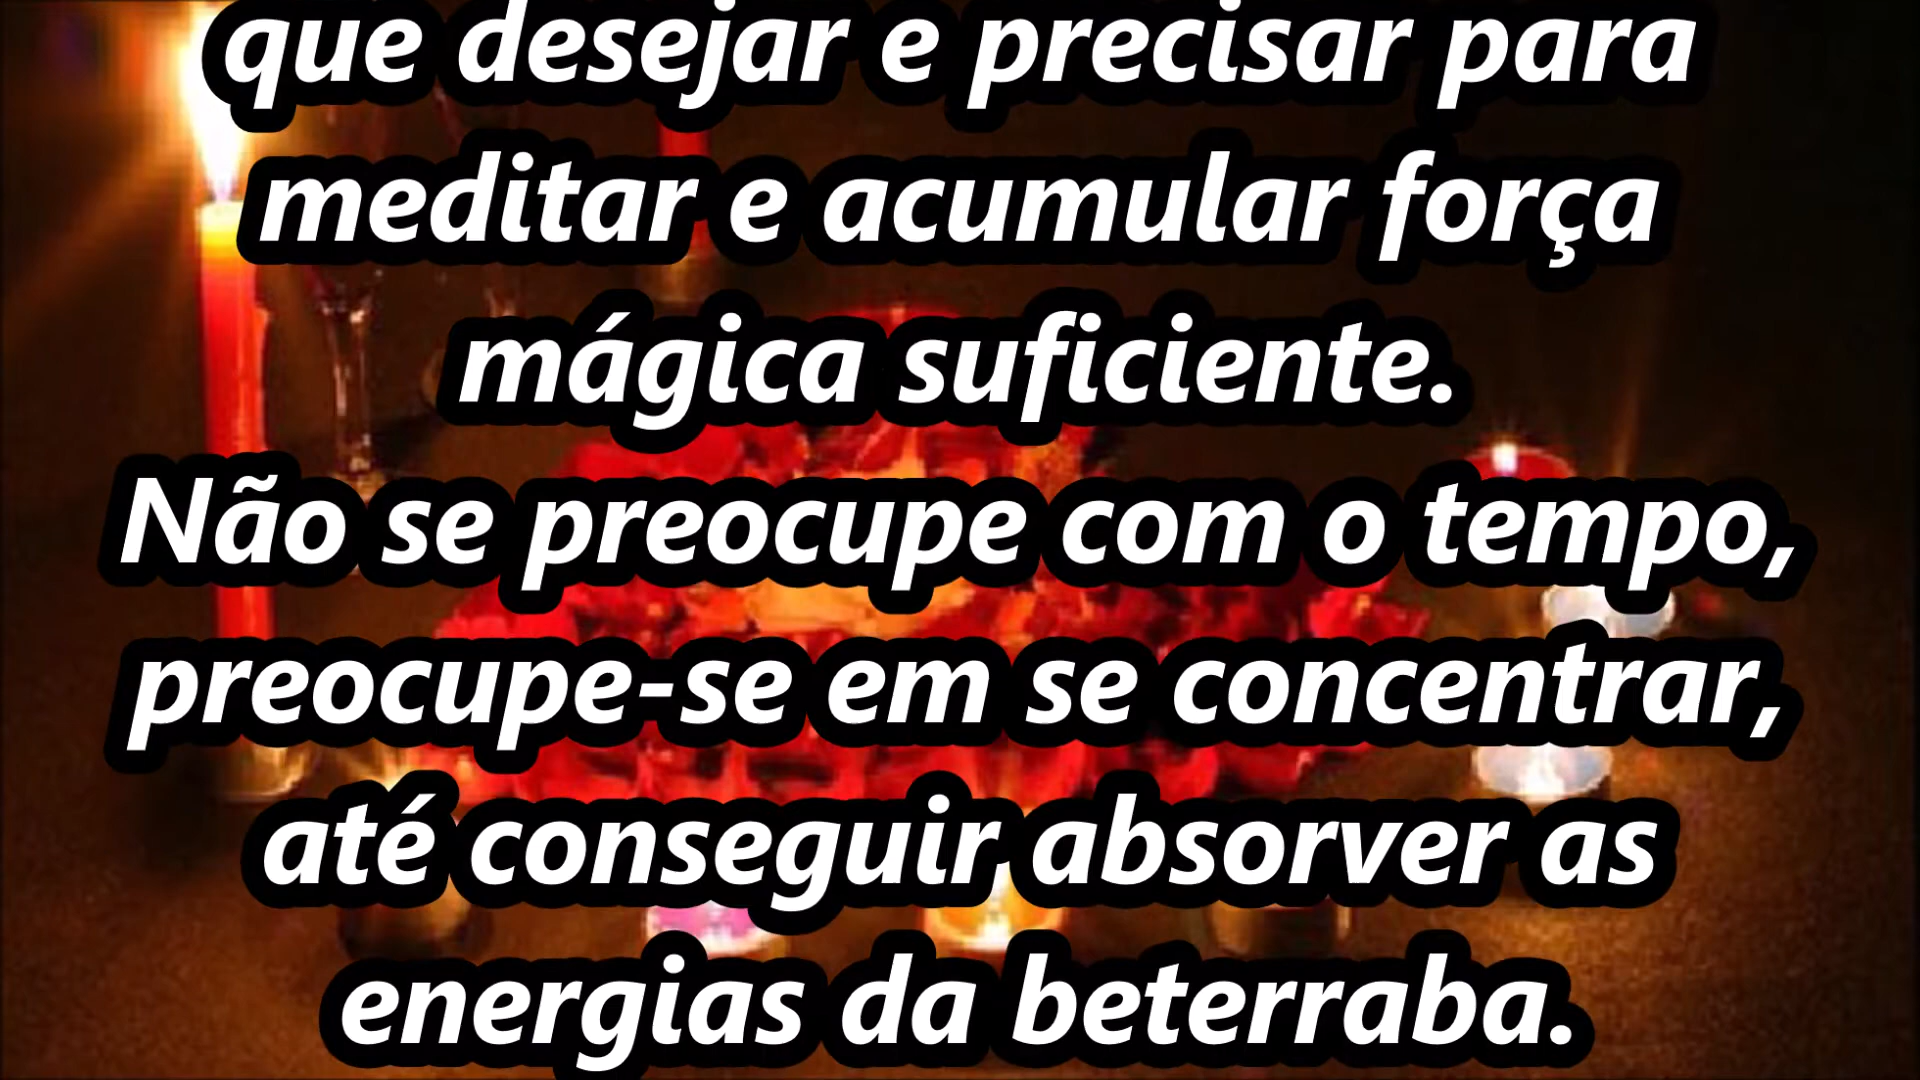 que desejar e precisar para
meditar e acumular força
mágica suficiente.
Não se preocupe com o tempo,
preocupe-se em se concentrar,
até conseguir absorver as
energias da beterraba.